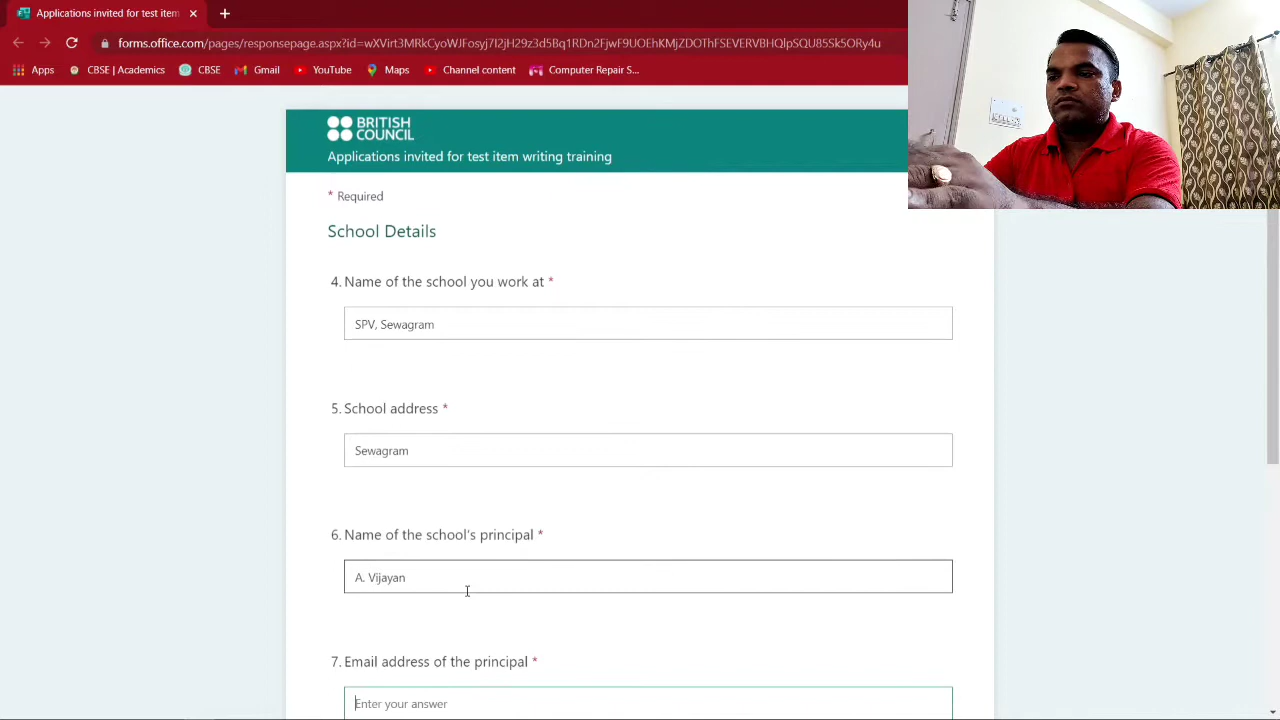 Applications invited for test item
forms.office.com/pages/responsepage.aspx?id=wXVirt3MRkCyoWJFosyj7I2jH29z3d5Bq1RDn2FjwF9UOEhKMjZDOThFSEVERVBHQlpSQU85Sk5ORy4u
Apps CBSE | Academics CBSE Gmail YouTube Maps Channel content Computer Repair S...
BRITISH
COUNCIL
Applications invited for test item writing training
* Required
School Details
4. Name of the school you work at *
SPV, Sewagram
5. School address *
Sewagram
6. Name of the school's principal *
A. Vijayan
7. Email address of the principal *
Enter your answer